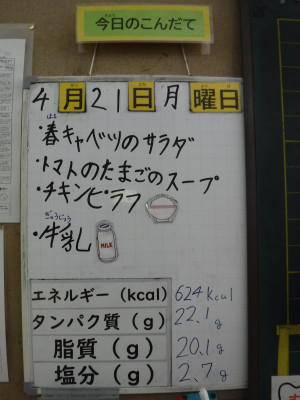 今日のこんだて
4月21日月曜日
・春キャベツのサラダ
・トマトのたまごのスープ
・チキンピラフ
・牛乳
MILK
エネルギー(kcal) 624kcal
タンパク質(g) 22.1g
脂質(g) 20.1g
塩分(g) 2.7g